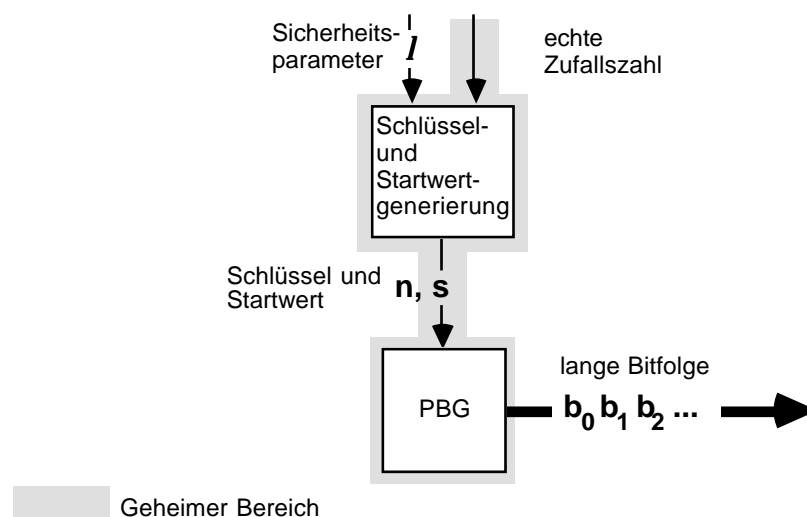 Sicherheits-
parameter
l
echte
Zufallszahl
Schlüssel-
und
Startwert-
generierung
Schlüssel und
Startwert
n, s
PBG
lange Bitfolge
b0 b1 b2 ...
Geheimer Bereich